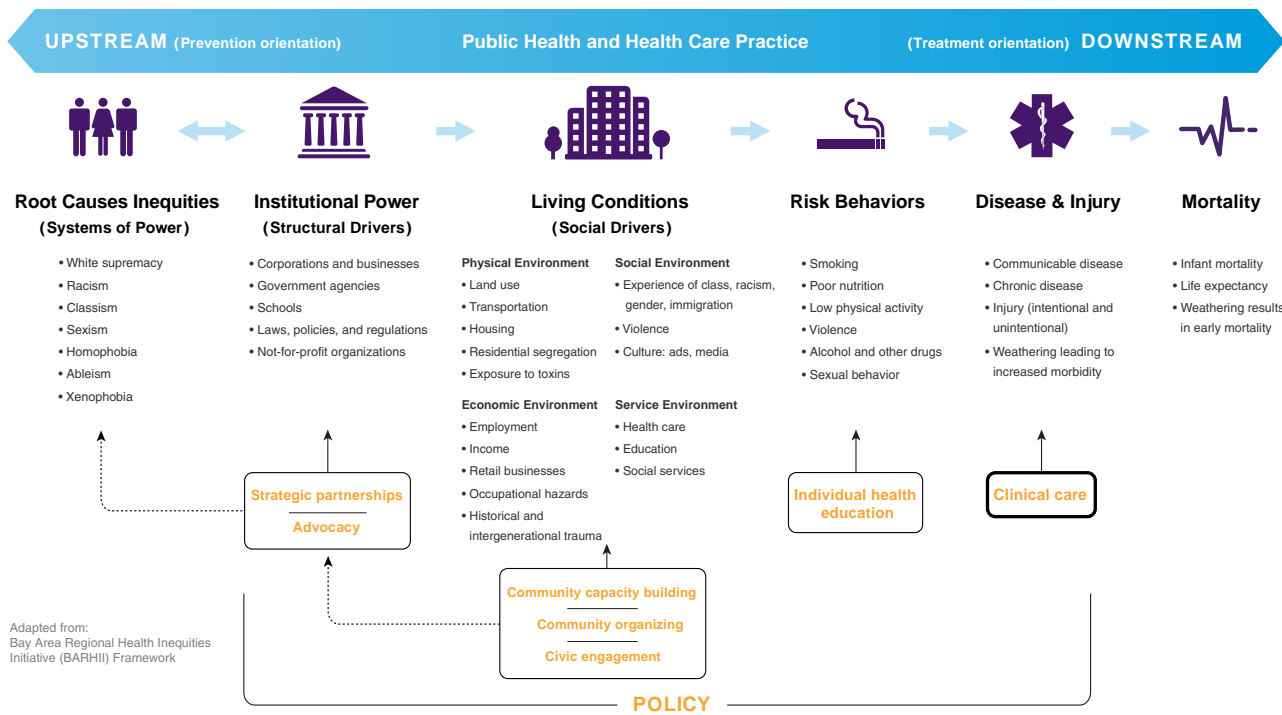 UPSTREAM (Prevention orientation)
Public Health and Health Care Practice
(Treatment orientation) DOWNSTREAM
Root Causes Inequities
(Systems of Power)
• White supremacy
• Racism
• Classism
• Sexism
• Homophobia
• Ableism
• Xenophobia
Institutional Power
(Structural Drivers)
• Corporations and businesses
• Government agencies
• Schools
• Laws, policies, and regulations
• Not-for-profit organizations
Living Conditions
(Social Drivers)
Physical Environment
• Land use
• Transportation
• Housing
• Residential segregation
• Exposure to toxins
Social Environment
• Experience of class, racism,
gender, immigration
• Violence
• Culture: ads, media
Economic Environment
• Employment
• Income
• Retail businesses
• Occupational hazards
• Historical and
intergenerational trauma
Service Environment
• Health care
• Education
• Social services
Risk Behaviors
• Smoking
• Poor nutrition
• Low physical activity
• Violence
• Alcohol and other drugs
• Sexual behavior
Disease & Injury
• Communicable disease
• Chronic disease
• Injury (intentional and
unintentional)
• Weathering leading to
increased morbidity
Mortality
• Infant mortality
• Life expectancy
• Weathering results
in early mortality
Strategic partnerships
Advocacy
Community capacity building
Community organizing
Civic engagement
Individual health
education
Clinical care
Adapted from:
Bay Area Regional Health Inequities
Initiative (BARHII) Framework
POLICY